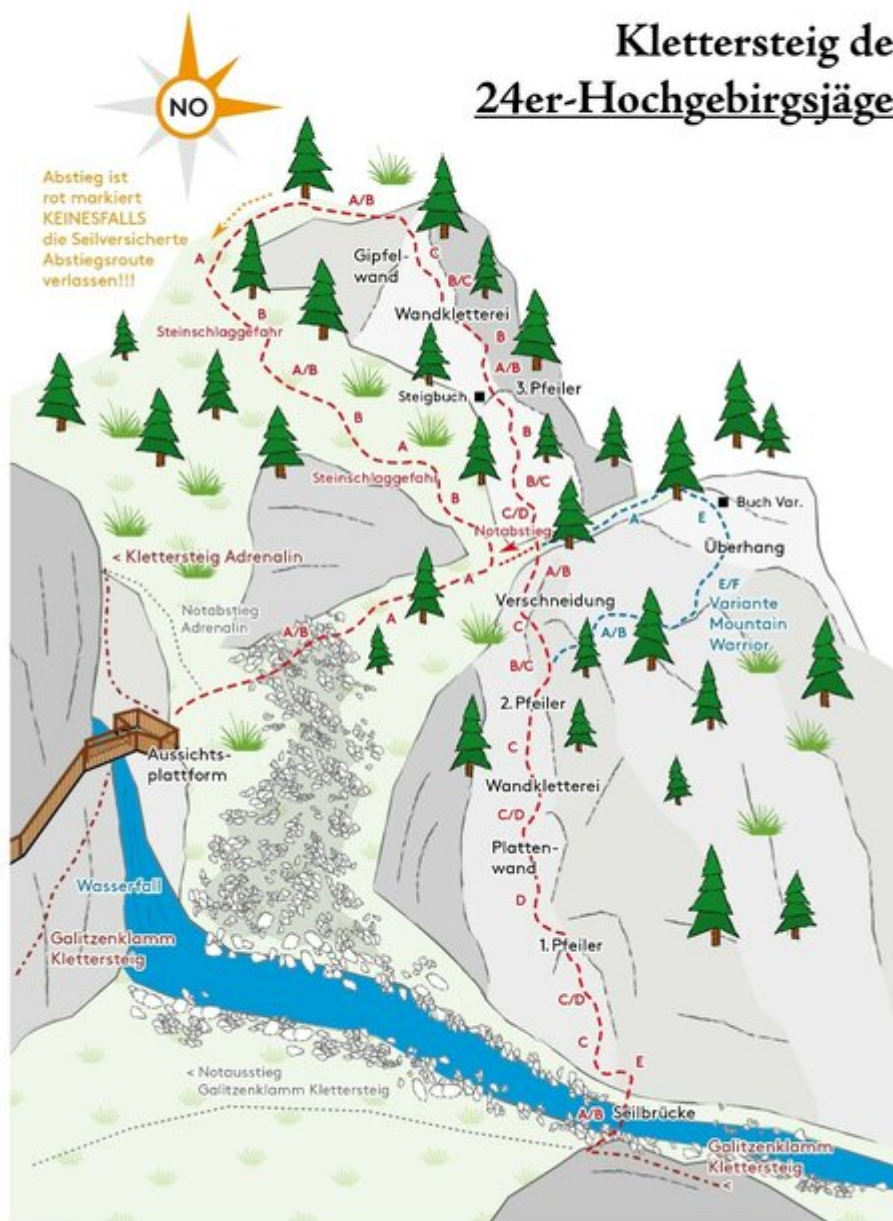 Klettersteig de
24er-Hochgebirgsjäge
NO
Abstieg ist
rot markiert
KEINESFALLS
die Seilversicherte
Abstiegsroute
verlassen!!!
A/B
A
C
Gipfel-
wand
B/C
Wandkletterei
B
Steinschlaggefahr
B
A/B
A/B
3. Pfeiler
Steigbuch
B
B
A
B/C
Steinschlaggefahr
B
C/D
Notabstieg
A
E
Buch Var.
Überhang
< Klettersteig Adrenalin
A/B
E/F
A
Verschneidung
Variante
Mountain
Warrior
Notabstieg
Adrenalin
A
A/B
C
A/B
B/C
2. Pfeiler
C
Aussichts-
plattform
Wandkletterei
C/D
Platten-
wand
Wasserfall
D
Galitzenklamm
Klettersteig
1. Pfeiler
C/D
C
E
< Notausstieg
Galitzenklamm Klettersteig
A/B
Seilbrücke
Galitzenklamm
Klettersteig
<